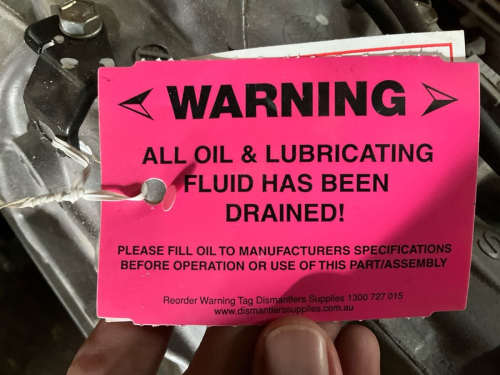 WARNING
ALL OIL & LUBRICATING
FLUID HAS BEEN
DRAINED!
PLEASE FILL OIL TO MANUFACTURERS SPECIFICATIONS
BEFORE OPERATION OR USE OF THIS PART/ASSEMBLY
Reorder Warning Tag Dismantlers Supplies 1300 727 015
www.dismantlerssupplies.com.au